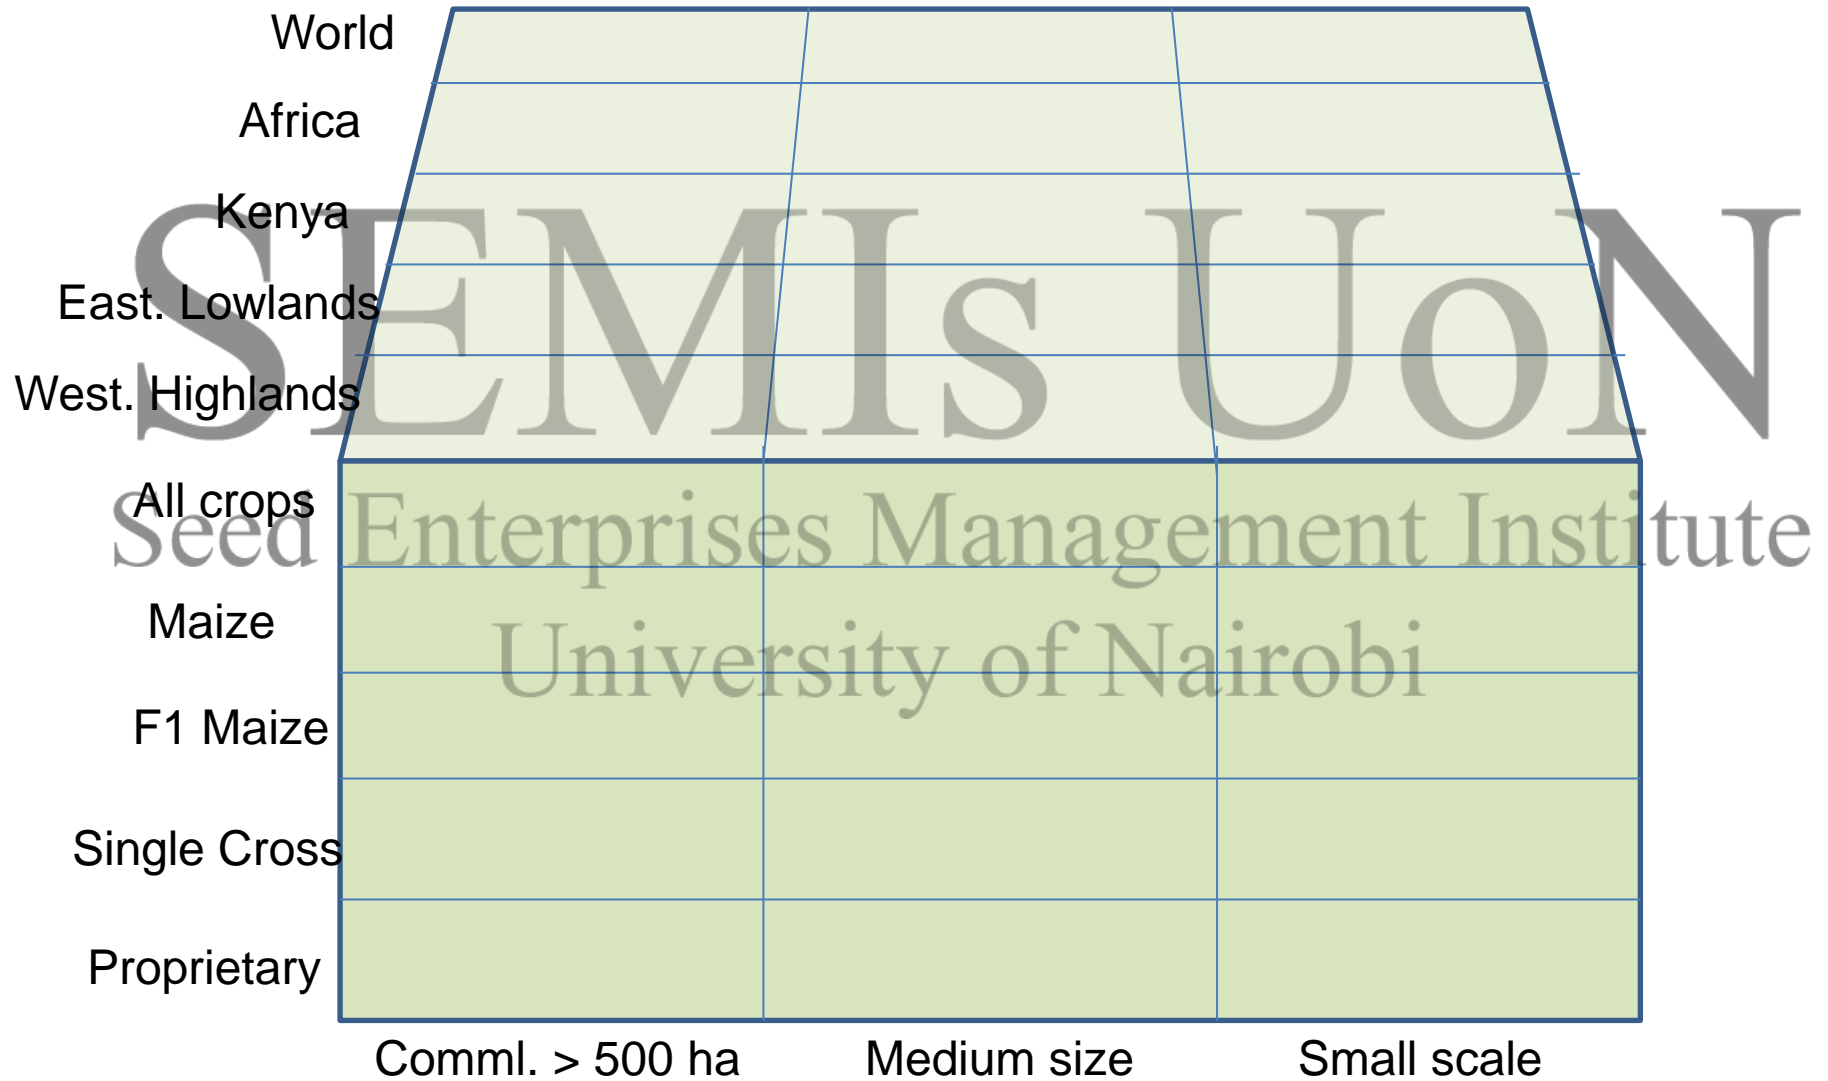 World
Africa
Kenya
East. Lowlands
West. Highlands
SEMIs UoN
All crops
Seed Enterprises Management Institute
Maize
University of Nairobi
F1 Maize
Single Cross
Proprietary
Comml. > 500 ha Medium size Small scale